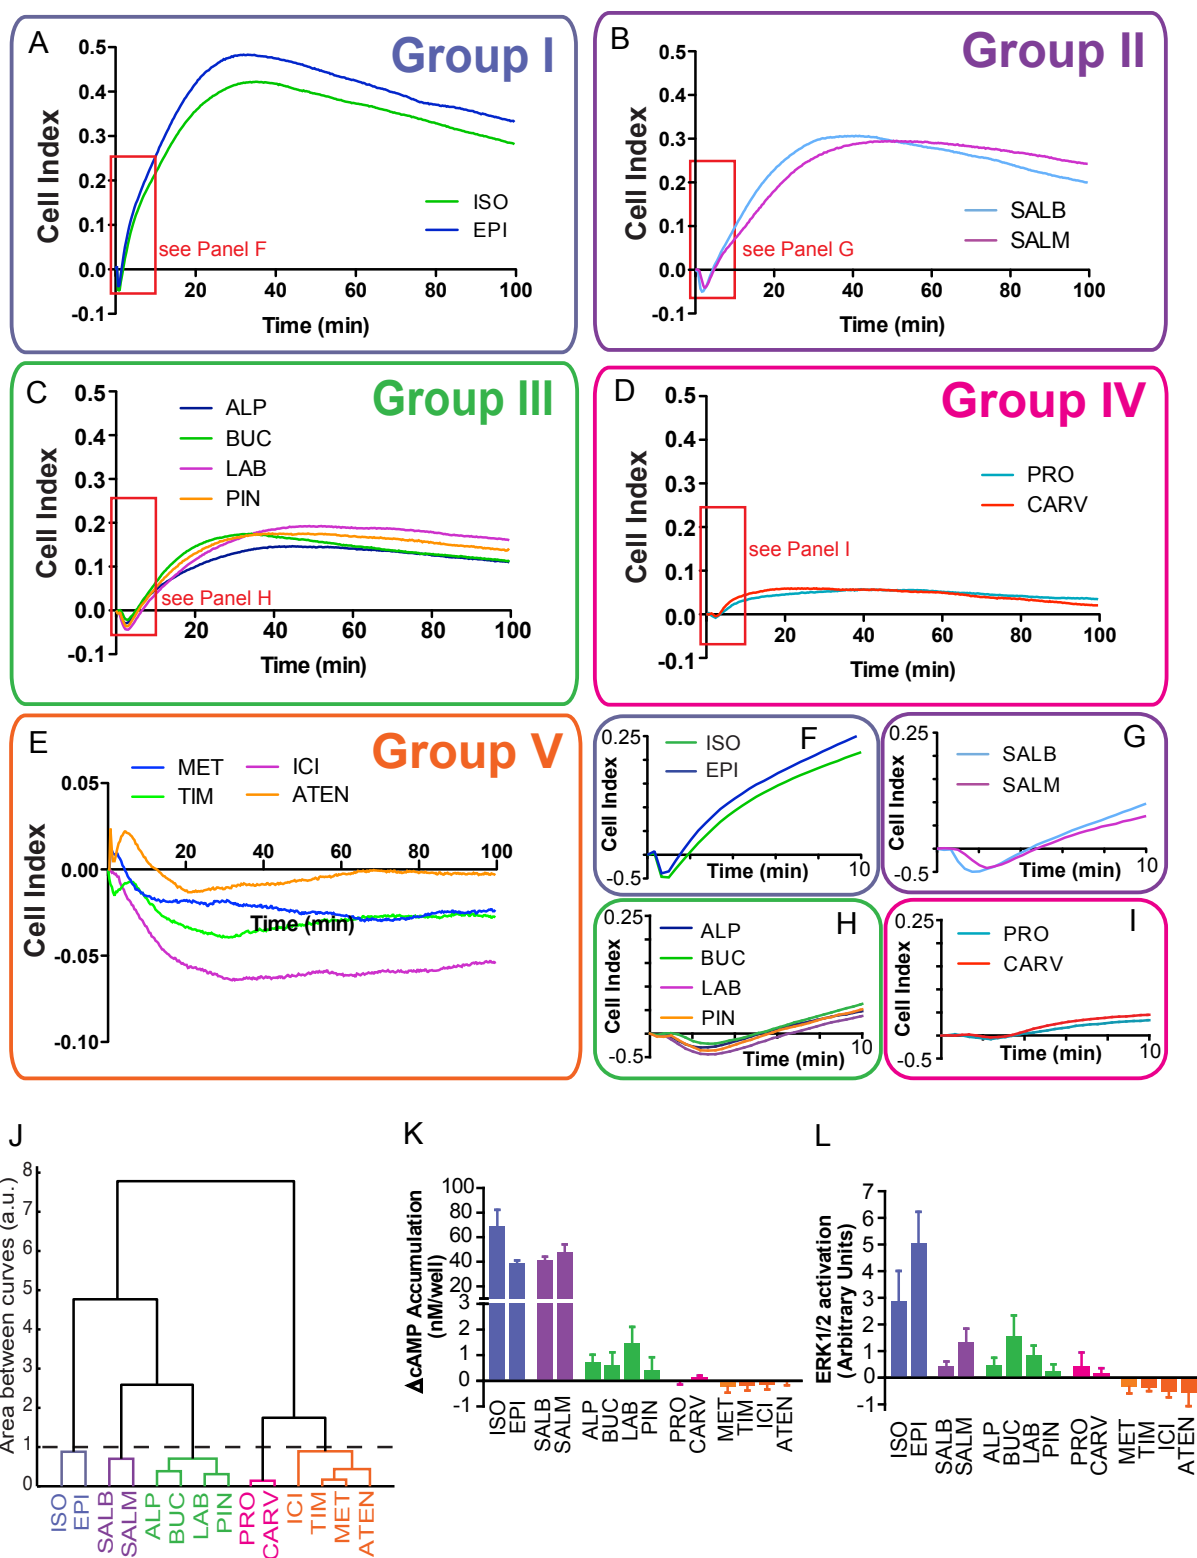 A
Group I
0.5
0.4
0.3
0.2
0.1
0.0
-0.1
Cell Index
ISO
EPI
see Panel F
20
40
60
80
100
Time (min)
B
Group II
0.5
0.4
0.3
0.2
0.1
0.0
-0.1
Cell Index
SALB
SALM
see Panel G
20
40
60
80
100
Time (min)
C
Group III
0.5
0.4
0.3
0.2
0.1
0.0
-0.1
Cell Index
ALP
BUC
LAB
PIN
see Panel H
20
40
60
80
100
Time (min)
D
Group IV
0.5
0.4
0.3
0.2
0.1
0.0
-0.1
Cell Index
PRO
CARV
see Panel I
20
40
60
80
100
Time (min)
E
Group V
0.05
0.00
-0.05
-0.10
Cell Index
MET
TIM
ICI
ATEN
20
40
60
80
100
Time (min)
F
0.25
-0.5
Cell Index
ISO
EPI
Time (min)
10
G
0.25
-0.5
Cell Index
SALB
SALM
Time (min)
10
H
0.25
-0.5
Cell Index
ALP
BUC
LAB
PIN
Time (min)
10
I
0.25
-0.5
Cell Index
PRO
CARV
Time (min)
10
J
Area between curves (a.u.)
8
7
6
5
4
3
2
1
0
ISO
EPI
SALB
SALM
ALP
BUC
LAB
PIN
PRO
CARV
ICI
TIM
MET
ATEN
K
ΔcAMP Accumulation
(nM/well)
100
80
60
40
20
3
2
1
0
-1
ISO
EPI
SALB
SALM
ALP
BUC
LAB
PIN
PRO
CARV
MET
TIM
ICI
ATEN
L
ERK1/2 activation
(Arbitrary Units)
7
6
5
4
3
2
1
0
-1
ISO
EPI
SALB
SALM
ALP
BUC
LAB
PIN
PRO
CARV
MET
TIM
ICI
ATEN